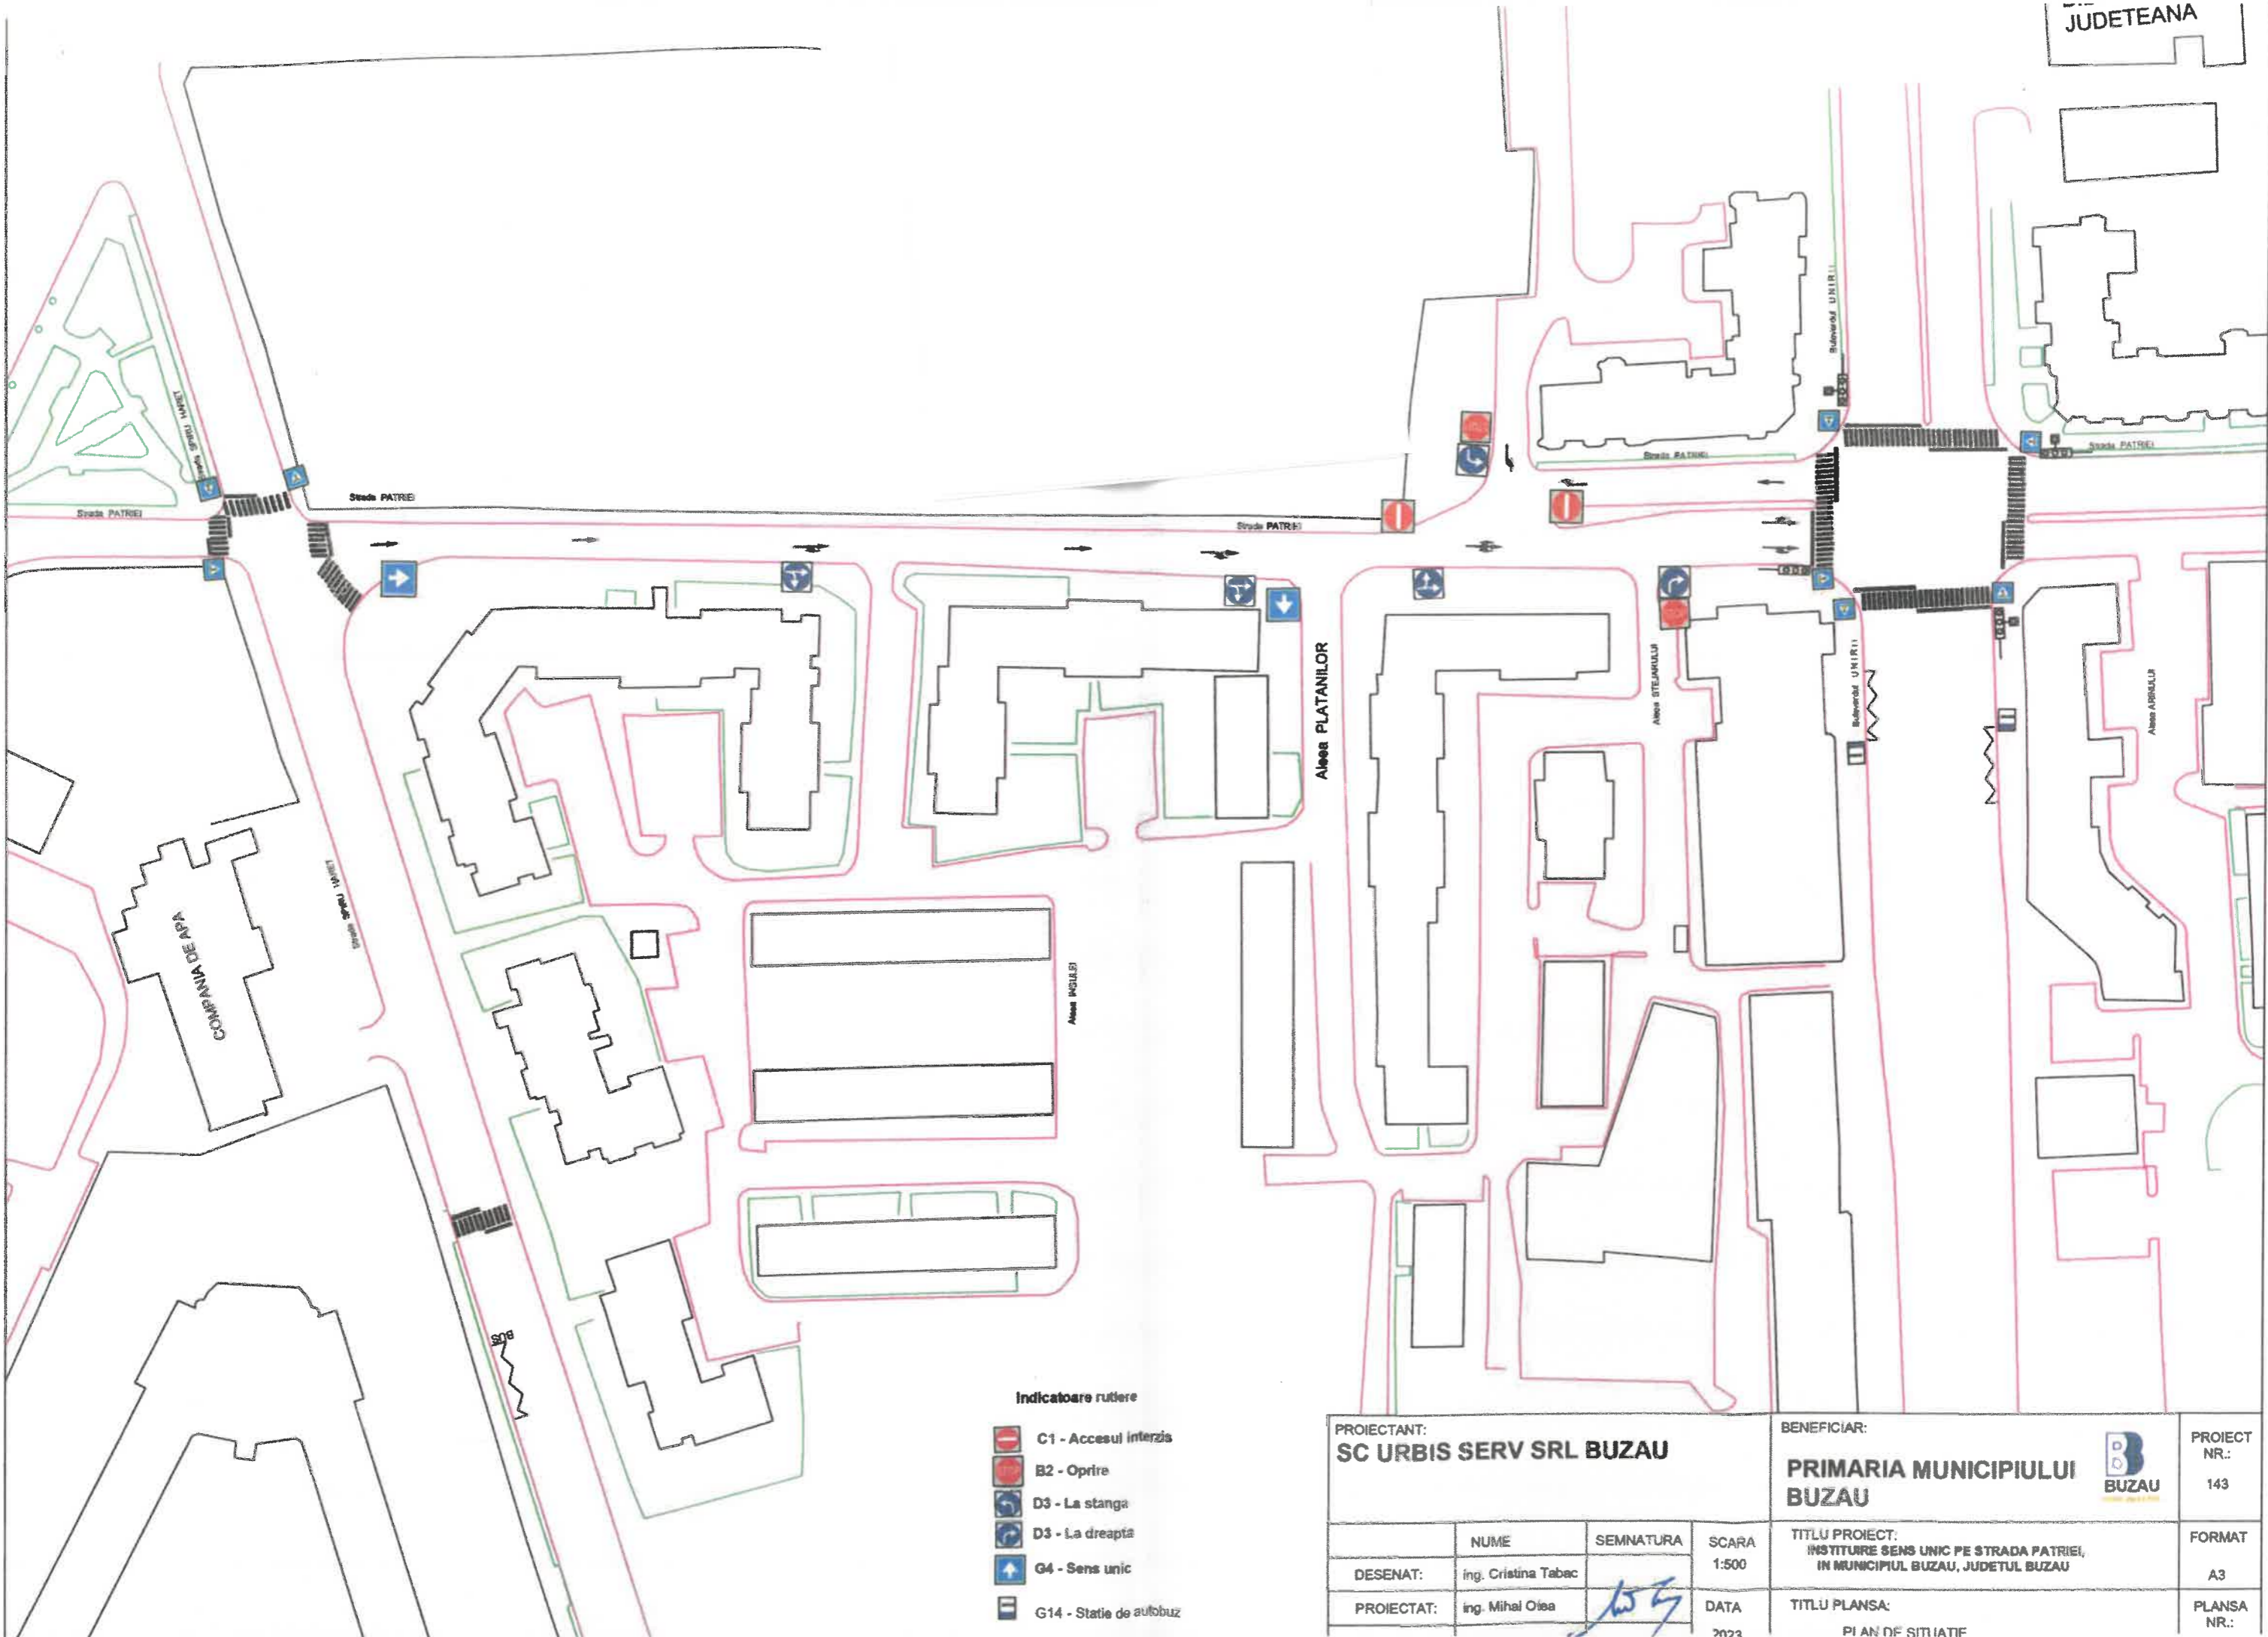 JUDETEANA
Strada SPIRU HARET
Strada PATRIEI
Strada PATRIEI
Strada PATRIEI
Strada PATRIEI
Bulevardul UNIRII
Strada PATRIEI
Aleea PLATANILOR
Aleea STEJARULUI
Bulevardul UNIRII
Aleea ARINULUI
Strada SPIRU HARET
COMPANIA DE APA
Aleea INSULEI
BUS
Indicatoare rutiere
C1 - Accesul interzis
B2 - Oprire
D3 - La stanga
D3 - La dreapta
G4 - Sens unic
G14 - Statie de autobuz
PROIECTANT:
SC URBIS SERV SRL BUZAU
BENEFICIAR:
PRIMARIA MUNICIPIULUI
BUZAU
BUZAU
PROIECT
NR.:
143
NUME
SEMNATURA
SCARA
1:500
TITLU PROIECT:
INSTITUIRE SENS UNIC PE STRADA PATRIEI,
IN MUNICIPIUL BUZAU, JUDETUL BUZAU
FORMAT
A3
DESENAT:
ing. Cristina Tabac
PROIECTAT:
ing. Mihai Oisa
DATA
2023
TITLU PLANSA:
PLAN DE SITUATIE
PLANSA
NR.: